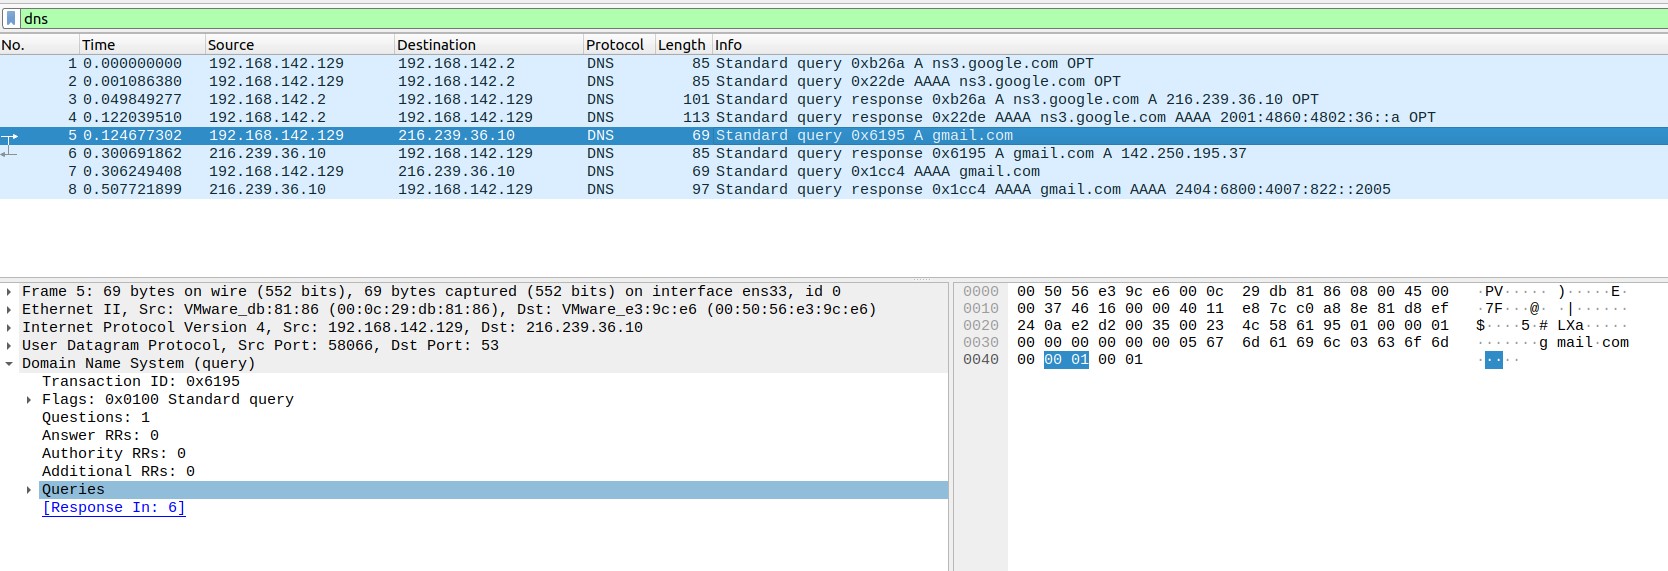 dns
No. Time Source Destination Protocol Length Info
1 0.000000000 192.168.142.129 192.168.142.2 DNS 85 Standard query 0xb26a A ns3.google.com OPT
2 0.001086380 192.168.142.129 192.168.142.2 DNS 85 Standard query 0x22de AAAA ns3.google.com OPT
3 0.049849277 192.168.142.2 192.168.142.129 DNS 101 Standard query response 0xb26a A ns3.google.com A 216.239.36.10 OPT
4 0.122039510 192.168.142.2 192.168.142.129 DNS 113 Standard query response 0x22de AAAA ns3.google.com AAAA 2001:4860:4802:36::a OPT
5 0.124677302 192.168.142.129 216.239.36.10 DNS 69 Standard query 0x6195 A gmail.com
6 0.300691862 216.239.36.10 192.168.142.129 DNS 85 Standard query response 0x6195 A gmail.com A 142.250.195.37
7 0.306249408 192.168.142.129 216.239.36.10 DNS 69 Standard query 0x1cc4 AAAA gmail.com
8 0.507721899 216.239.36.10 192.168.142.129 DNS 97 Standard query response 0x1cc4 AAAA gmail.com AAAA 2404:6800:4007:822::2005
Frame 5: 69 bytes on wire (552 bits), 69 bytes captured (552 bits) on interface ens33, id 0
Ethernet II, Src: VMware_db:81:86 (00:0c:29:db:81:86), Dst: VMware_e3:9c:e6 (00:50:56:e3:9c:e6)
Internet Protocol Version 4, Src: 192.168.142.129, Dst: 216.239.36.10
User Datagram Protocol, Src Port: 58066, Dst Port: 53
Domain Name System (query)
Transaction ID: 0x6195
Flags: 0x0100 Standard query
Questions: 1
Answer RRs: 0
Authority RRs: 0
Additional RRs: 0
Queries
[Response In: 6]
0000 00 50 56 e3 9c e6 00 0c 29 db 81 86 08 00 45 00 ·PV····· )·····E·
0010 00 37 46 16 00 00 40 11 e8 7c c0 a8 8e 81 d8 ef ·7F···@· ·|······
0020 24 0a e2 d2 00 35 00 23 4c 58 61 95 01 00 00 01 $····5·# LXa·····
0030 00 00 00 00 00 00 05 67 6d 61 69 6c 03 63 6f 6d ·······g mail·com
0040 00 00 01 00 01 ·····